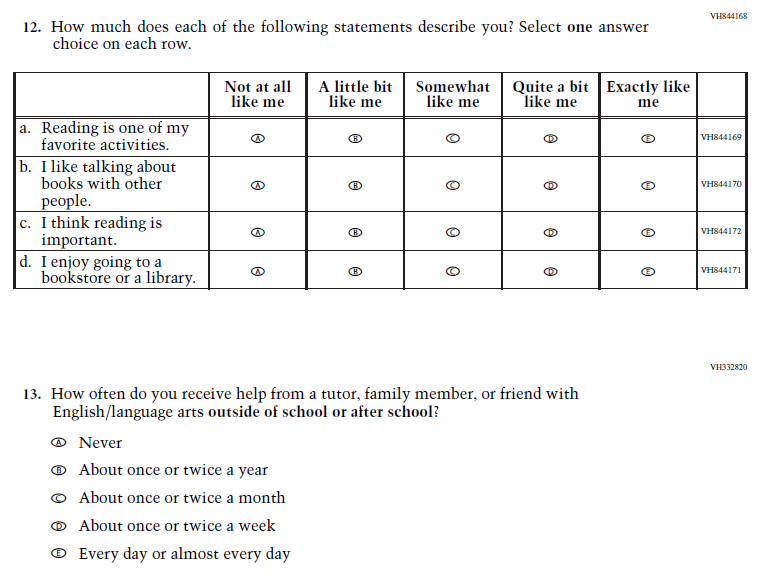 VH844168
12. How much does each of the following statements describe you? Select one answer
choice on each row.
Not at all like me A little bit like me Somewhat like me Quite a bit like me Exactly like me
a. Reading is one of my
favorite activities. A B C D E VH844169
b. I like talking about
books with other A B C D E VH844170
people.
c. I think reading is
important. A B C D E VH844172
d. I enjoy going to a
bookstore or a library. A B C D E VH844171
VH332820
13. How often do you receive help from a tutor, family member, or friend with
English/language arts outside of school or after school?
A Never
B About once or twice a year
C About once or twice a month
D About once or twice a week
E Every day or almost every day